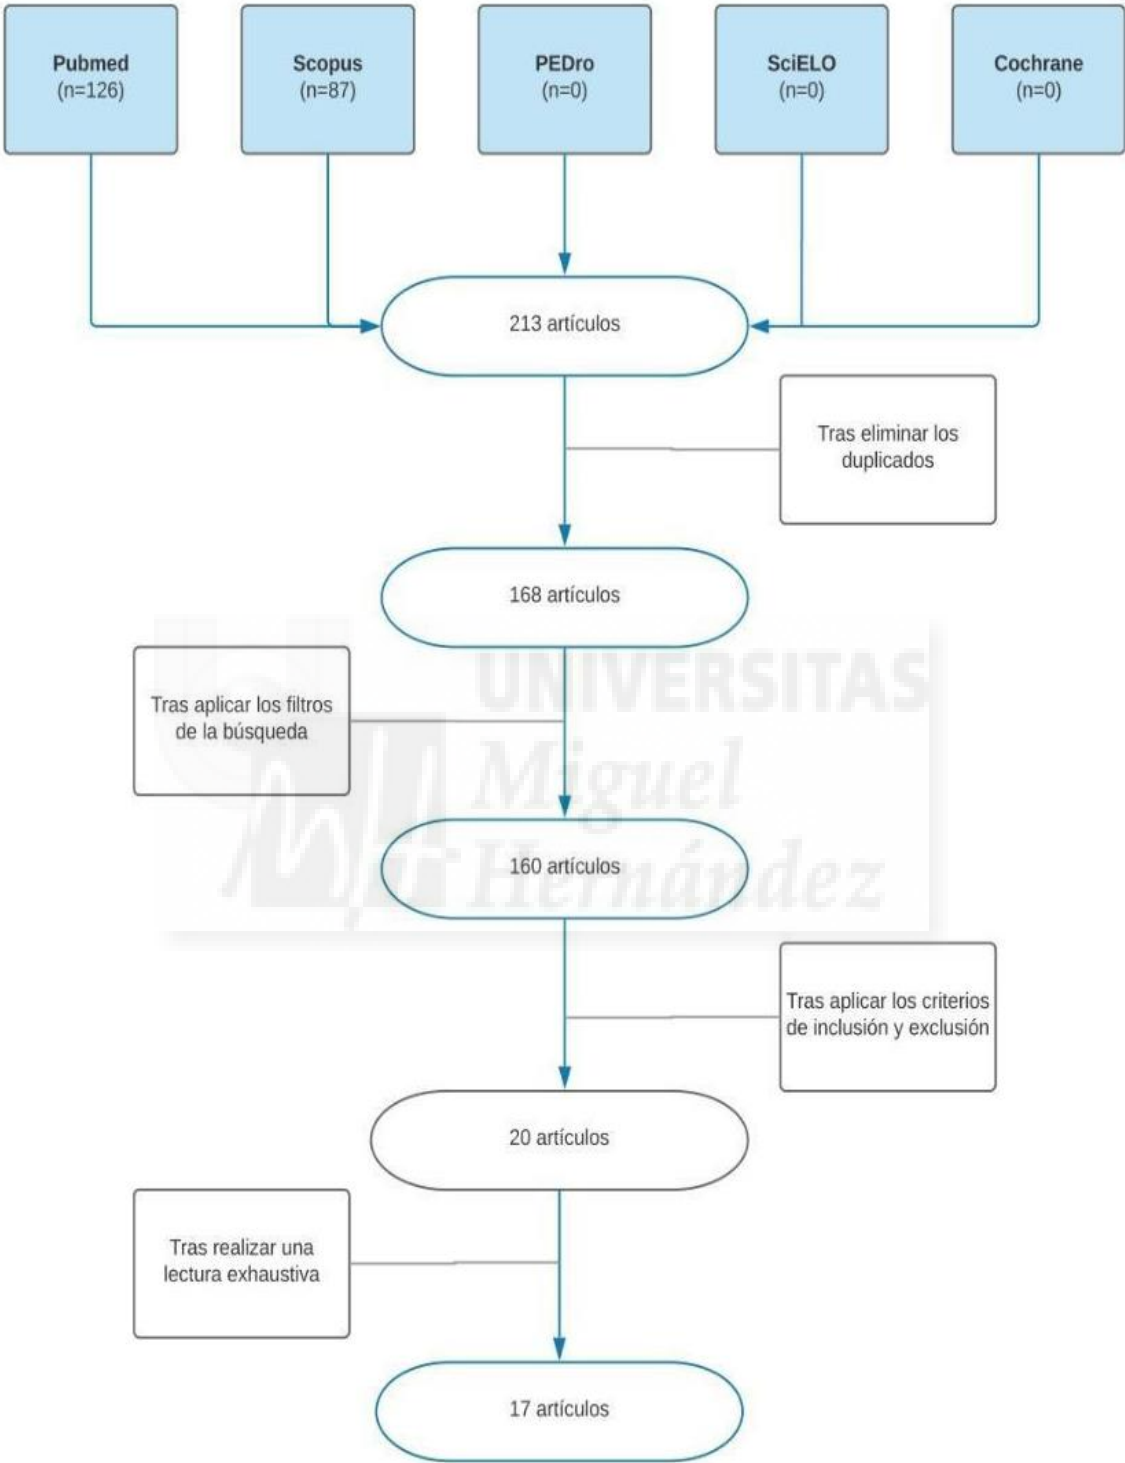 Pubmed
(n=126)
Scopus
(n=87)
PEDro
(n=0)
SciELO
(n=0)
Cochrane
(n=0)
213 artículos
Tras eliminar los
duplicados
168 artículos
Tras aplicar los filtros
de la búsqueda
UNIVERSITAS
Miguel
Hernández
160 artículos
Tras aplicar los criterios
de inclusión y exclusión
20 artículos
Tras realizar una
lectura exhaustiva
17 artículos